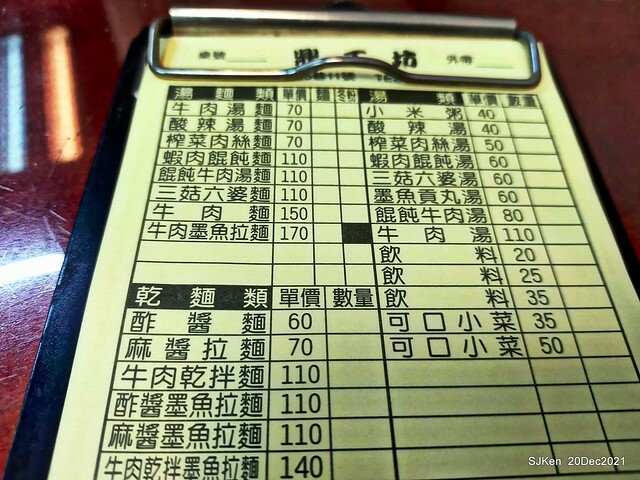 桌號 鼎王坊 外帶
湯麵類 單價 麵 冬粉 湯類 單價 數量
牛肉湯麵 70 小米粥 40
酸辣湯麵 70 酸辣湯 40
榨菜肉絲麵 70 榨菜肉絲湯 50
蝦肉餛飩麵 110 蝦肉餛飩湯 60
餛飩牛肉湯麵 110 三菇六婆湯 60
三菇六婆麵 110 墨魚貢丸湯 60
牛肉麵 150 餛飩牛肉湯 80
牛肉墨魚拉麵 170 牛肉湯 110
飲料 20
飲料 25
乾麵類 單價 數量 飲料 35
酢醬麵 60 可口小菜 35
麻醬拉麵 70 可口小菜 50
牛肉乾拌麵 110
酢醬墨魚拉麵 110
麻醬墨魚拉麵 110
牛肉乾拌墨魚拉麵 140
SJKen 20Dec2021